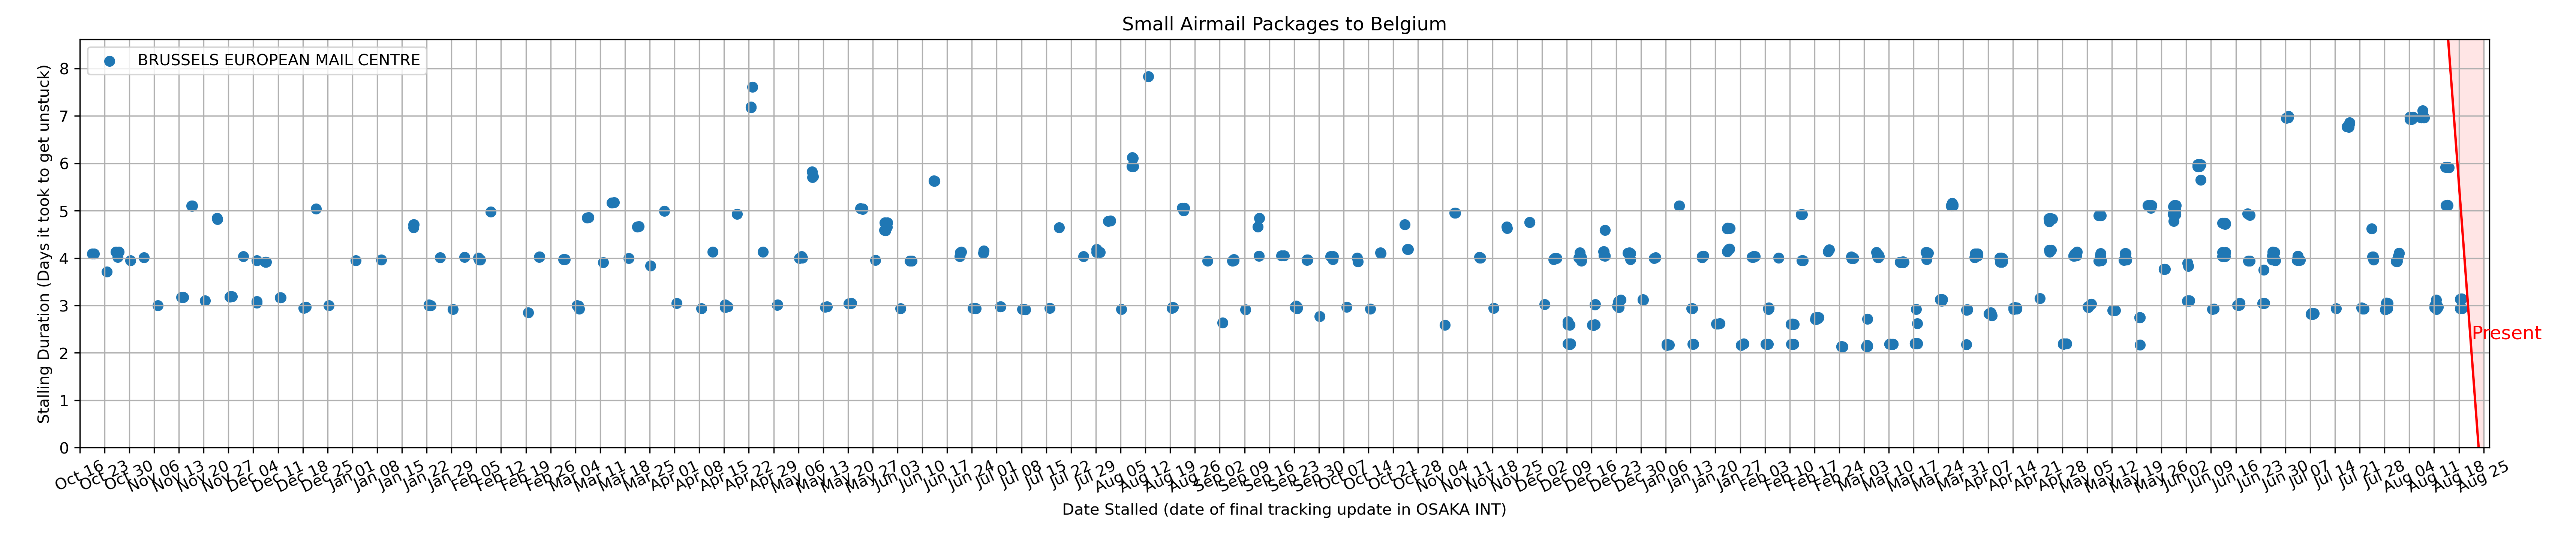 Small Airmail Packages to Belgium
BRUSSELS EUROPEAN MAIL CENTRE
Stalling Duration (Days it took to get unstuck)
8
7
6
5
4
3
2
1
0
Present
Oct 16
Oct 23
Oct 30
Nov 06
Nov 13
Nov 20
Nov 27
Dec 04
Dec 11
Dec 18
Dec 25
Jan 01
Jan 08
Jan 15
Jan 22
Jan 29
Feb 05
Feb 12
Feb 19
Feb 26
Mar 04
Mar 11
Mar 18
Mar 25
Apr 01
Apr 08
Apr 15
Apr 22
Apr 29
May 06
May 13
May 20
May 27
Jun 03
Jun 10
Jun 17
Jun 24
Jul 01
Jul 08
Jul 15
Jul 22
Jul 29
Aug 05
Aug 12
Aug 19
Aug 26
Sep 02
Sep 09
Sep 16
Sep 23
Sep 30
Oct 07
Oct 14
Oct 21
Oct 28
Nov 04
Nov 11
Nov 18
Nov 25
Dec 02
Dec 09
Dec 16
Dec 23
Dec 30
Jan 06
Jan 13
Jan 20
Jan 27
Feb 03
Feb 10
Feb 17
Feb 24
Mar 03
Mar 10
Mar 17
Mar 24
Mar 31
Apr 07
Apr 14
Apr 21
Apr 28
May 05
May 12
May 19
May 26
Jun 02
Jun 09
Jun 16
Jun 23
Jun 30
Jul 07
Jul 14
Jul 21
Jul 28
Aug 04
Aug 11
Aug 18
Aug 25
Date Stalled (date of final tracking update in OSAKA INT)